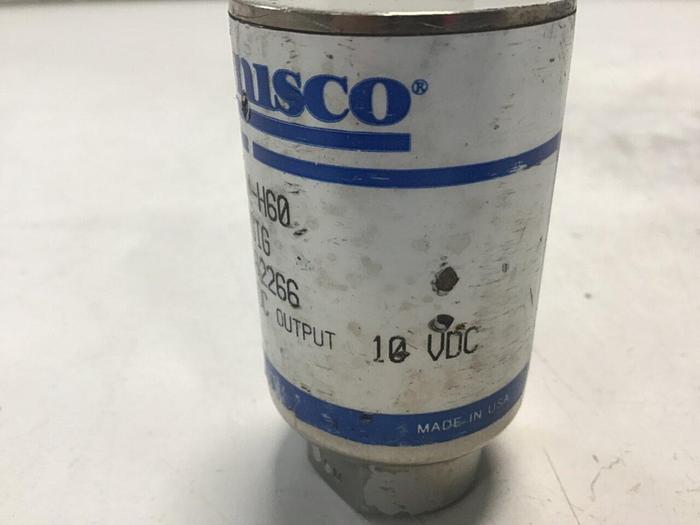 nisco®
-H60
IG
2266
C OUTPUT 10 VDC
MADE IN USA